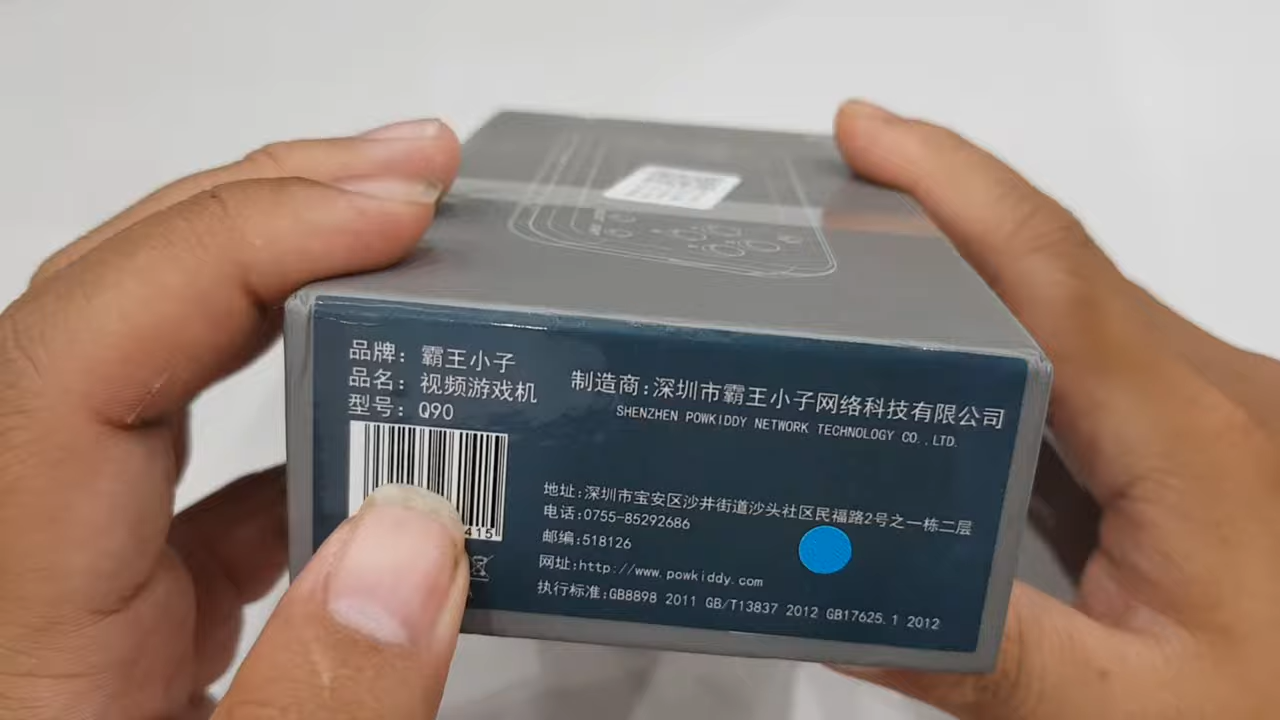 品牌: 霸王小子
品名: 视频游戏机
型号: Q90
415
制造商:深圳市霸王小子网络科技有限公司
SHENZHEN POWKIDDY NETWORK TECHNOLOGY CO.,LTD.
地址:深圳市宝安区沙井街道沙头社区民福路2号之一栋二层
电话:0755-85292686
邮编:518126
网址:http://www.powkiddy.com
执行标准:GB8898 2011 GB/T13837 2012 GB17625.1 2012